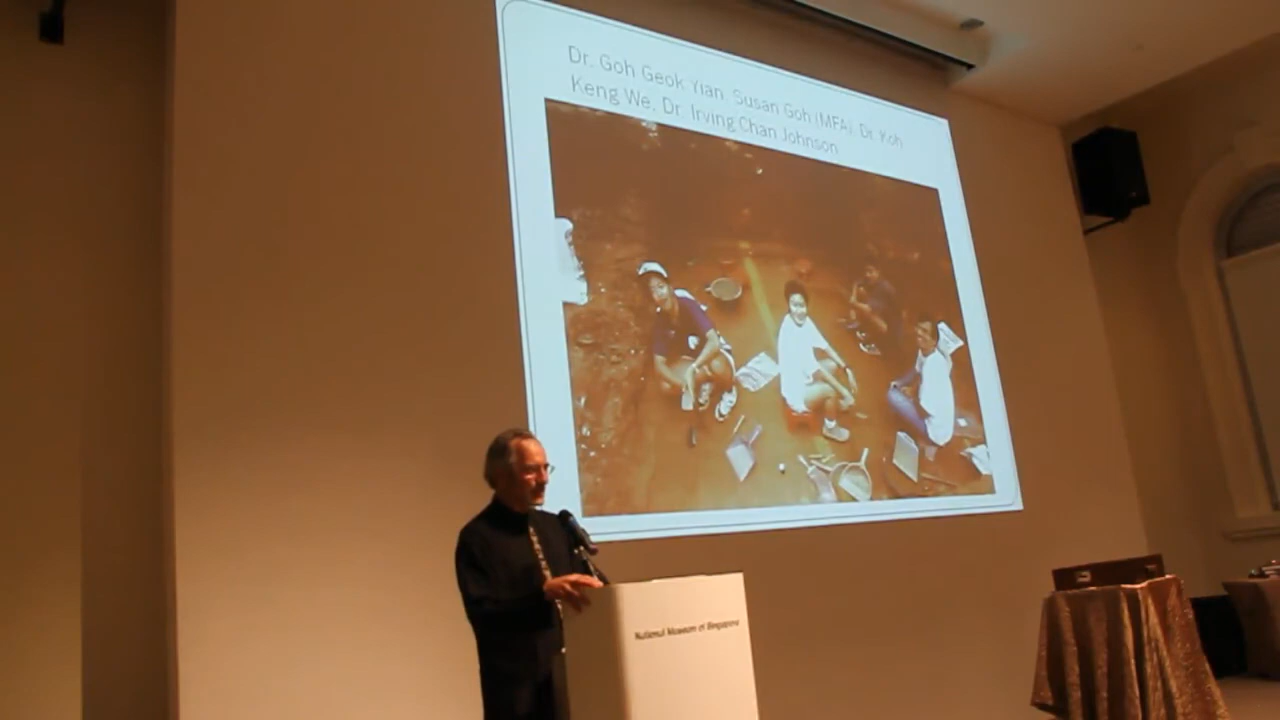 Dr. Goh Geok Yian, Susan Goh (MFA), Dr. Koh
Keng We, Dr. Irving Chan Johnson
National Museum of Singapore